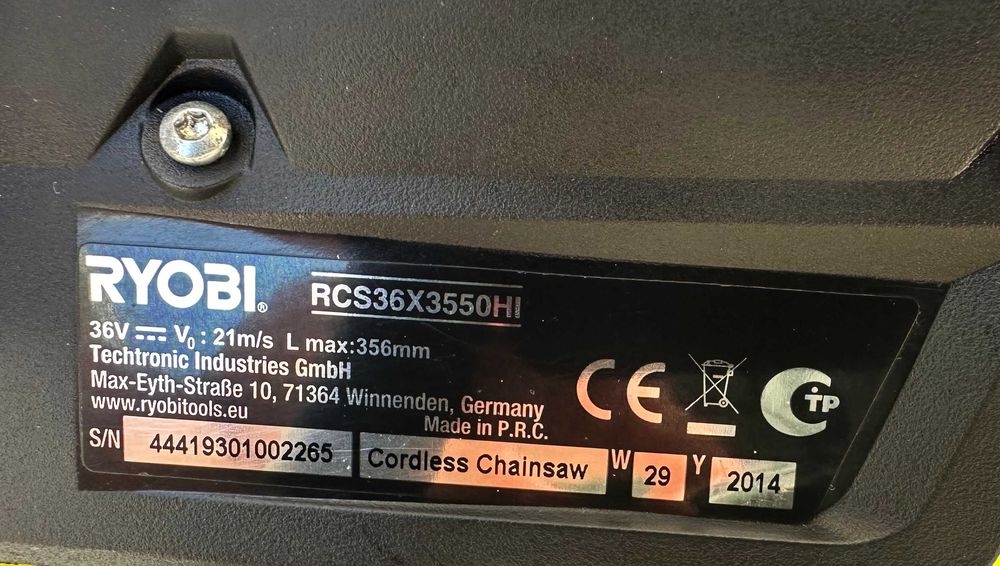 RYOBI® RCS36X3550HI
36V V0 : 21m/s L max:356mm
Techtronic Industries GmbH
Max-Eyth-Straße 10, 71364 Winnenden, Germany
www.ryobitools.eu Made in P.R.C.
S/N 44419301002265 Cordless Chainsaw W 29 Y 2014
CE
CTP